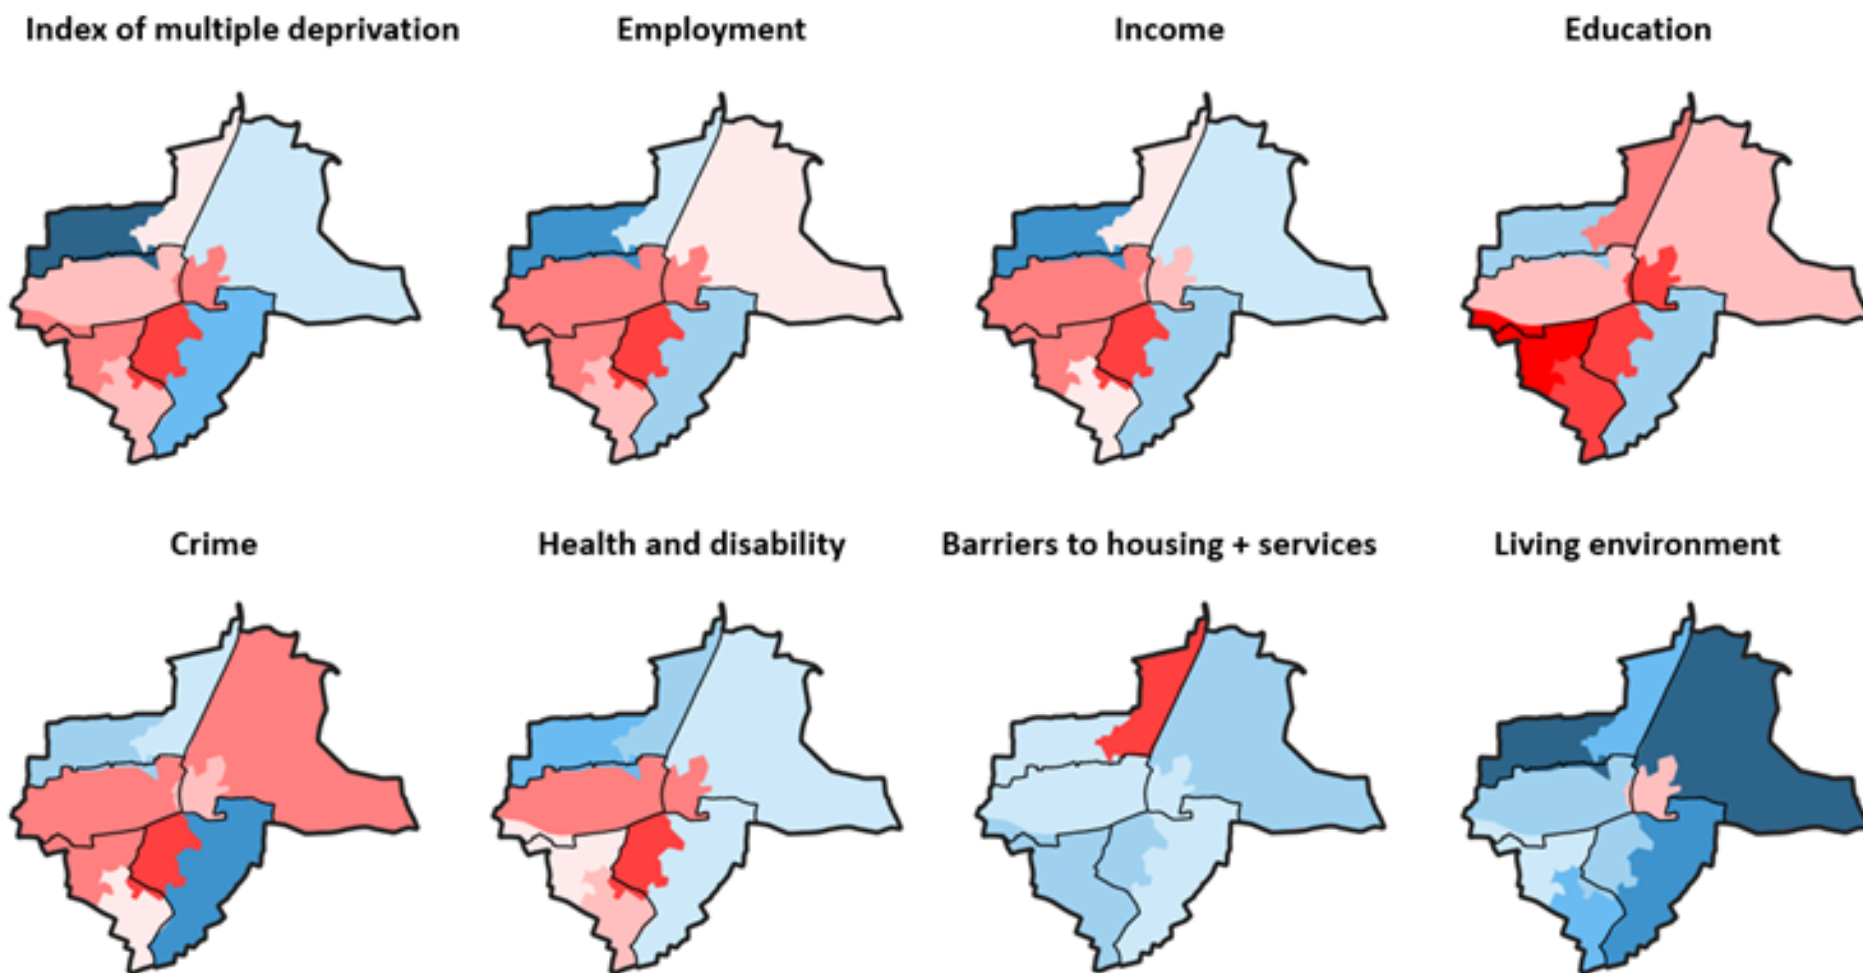 Index of multiple deprivation
Employment
Income
Education
Crime
Health and disability
Barriers to housing + services
Living environment